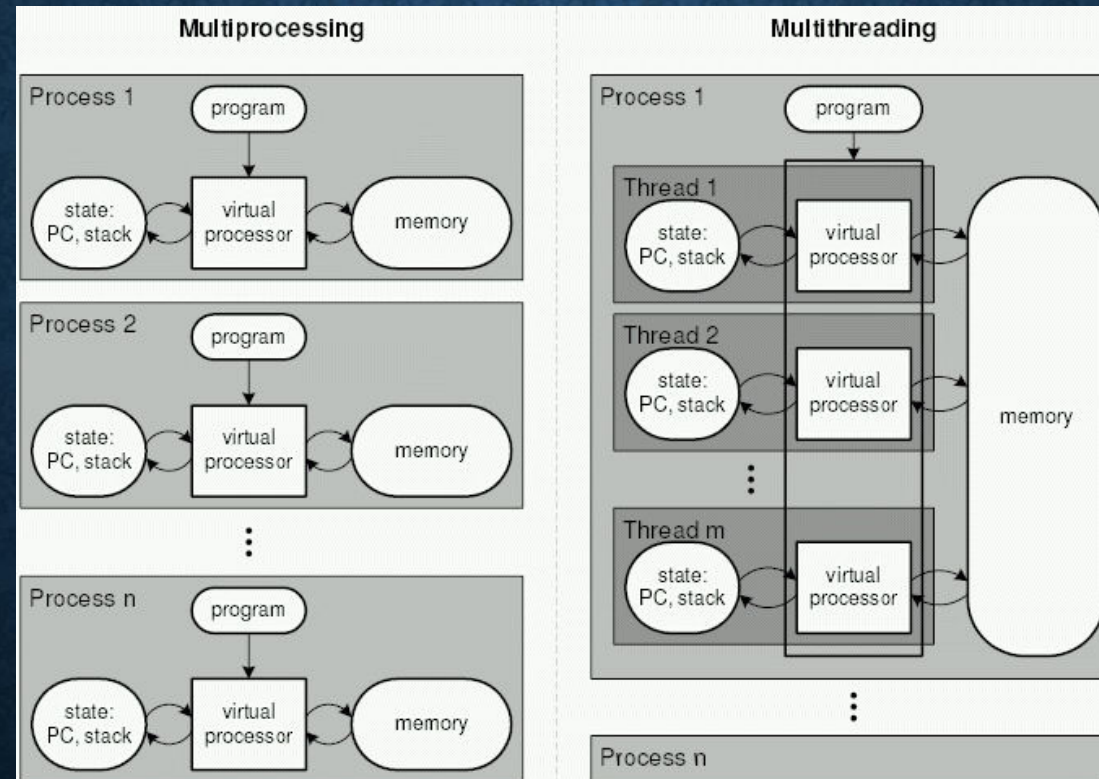 Multiprocessing
Process 1
program
state:
PC, stack
virtual
processor
memory
Process 2
program
state:
PC, stack
virtual
processor
memory
Process n
program
state:
PC, stack
virtual
processor
memory
Multithreading
Process 1
program
Thread 1
state:
PC, stack
virtual
processor
Thread 2
state:
PC, stack
virtual
processor
Thread m
state:
PC, stack
virtual
processor
memory
Process n